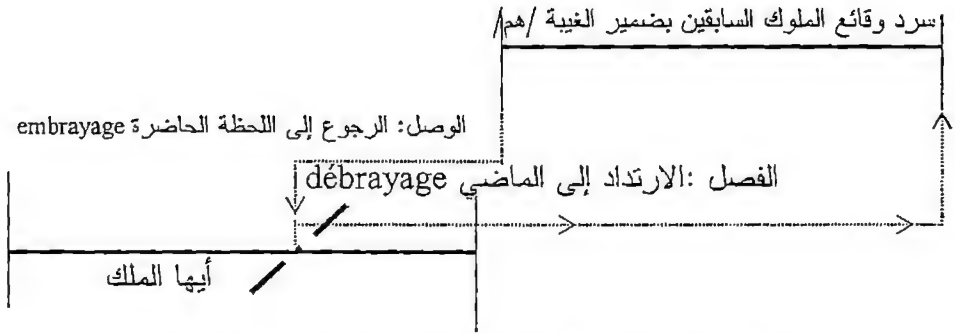 سرد وقائع الملوك السابقين بضمير الغيبة /هم/
الوصل: الرجوع إلى اللحظة الحاضرة embrayage
الفصل :الارتداد إلى الماضي débrayage
أيها الملك